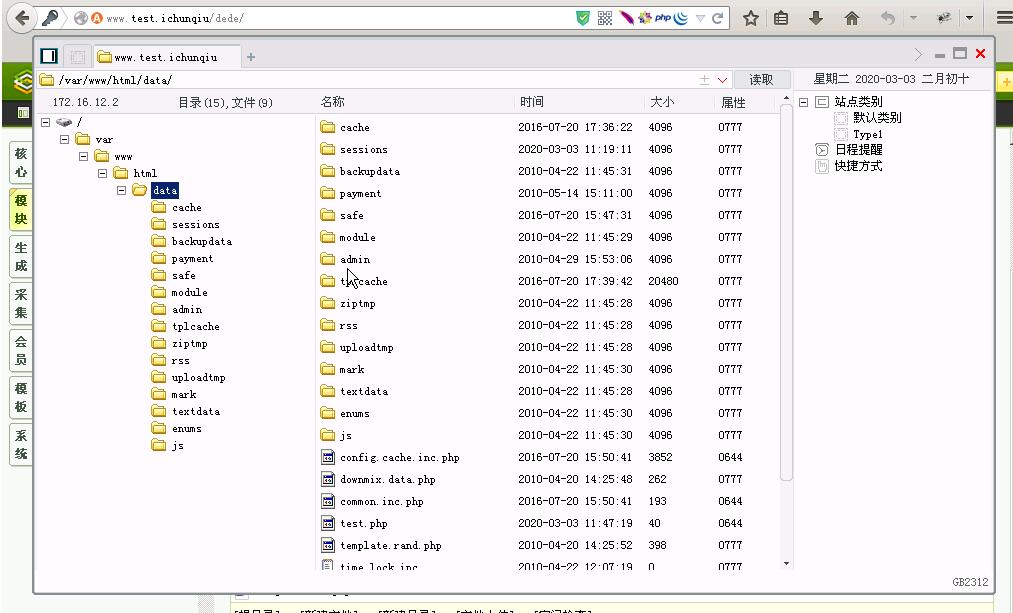 www.test.ichunqiu/dede/
php
www.test.ichunqiu
/var/www/html/data/
读取
星期二 2020-03-03 二月初十
172.16.12.2 目录(15),文件(9)
名称 时间 大小 属性
/
var
www
html
data
cache
sessions
backupdata
payment
safe
module
admin
tplcache
ziptmp
rss
uploadtmp
mark
textdata
enums
js
cache 2016-07-20 17:36:22 4096 0777
sessions 2020-03-03 11:19:11 4096 0777
backupdata 2010-04-22 11:45:31 4096 0777
payment 2010-05-14 15:11:00 4096 0777
safe 2016-07-20 15:47:31 4096 0777
module 2010-04-22 11:45:29 4096 0777
admin 2010-04-29 15:53:06 4096 0777
tplcache 2016-07-20 17:39:42 20480 0777
ziptmp 2010-04-22 11:45:28 4096 0777
rss 2010-04-22 11:45:28 4096 0777
uploadtmp 2010-04-22 11:45:28 4096 0777
mark 2010-04-22 11:45:30 4096 0777
textdata 2010-04-22 11:45:28 4096 0777
enums 2010-04-22 11:45:30 4096 0777
js 2010-04-22 11:45:30 4096 0777
config.cache.inc.php 2016-07-20 15:50:41 3852 0644
downmix.data.php 2010-04-20 14:25:48 262 0777
common.inc.php 2016-07-20 15:50:41 193 0644
test.php 2020-03-03 11:47:19 40 0644
template.rand.php 2010-04-20 14:25:52 398 0777
time.lock.inc 2010-04-22 12:07:19 0 0777
站点类别
默认类别
Type1
日程提醒
快捷方式
核心
模块
生成
采集
会员
模板
系统
GB2312